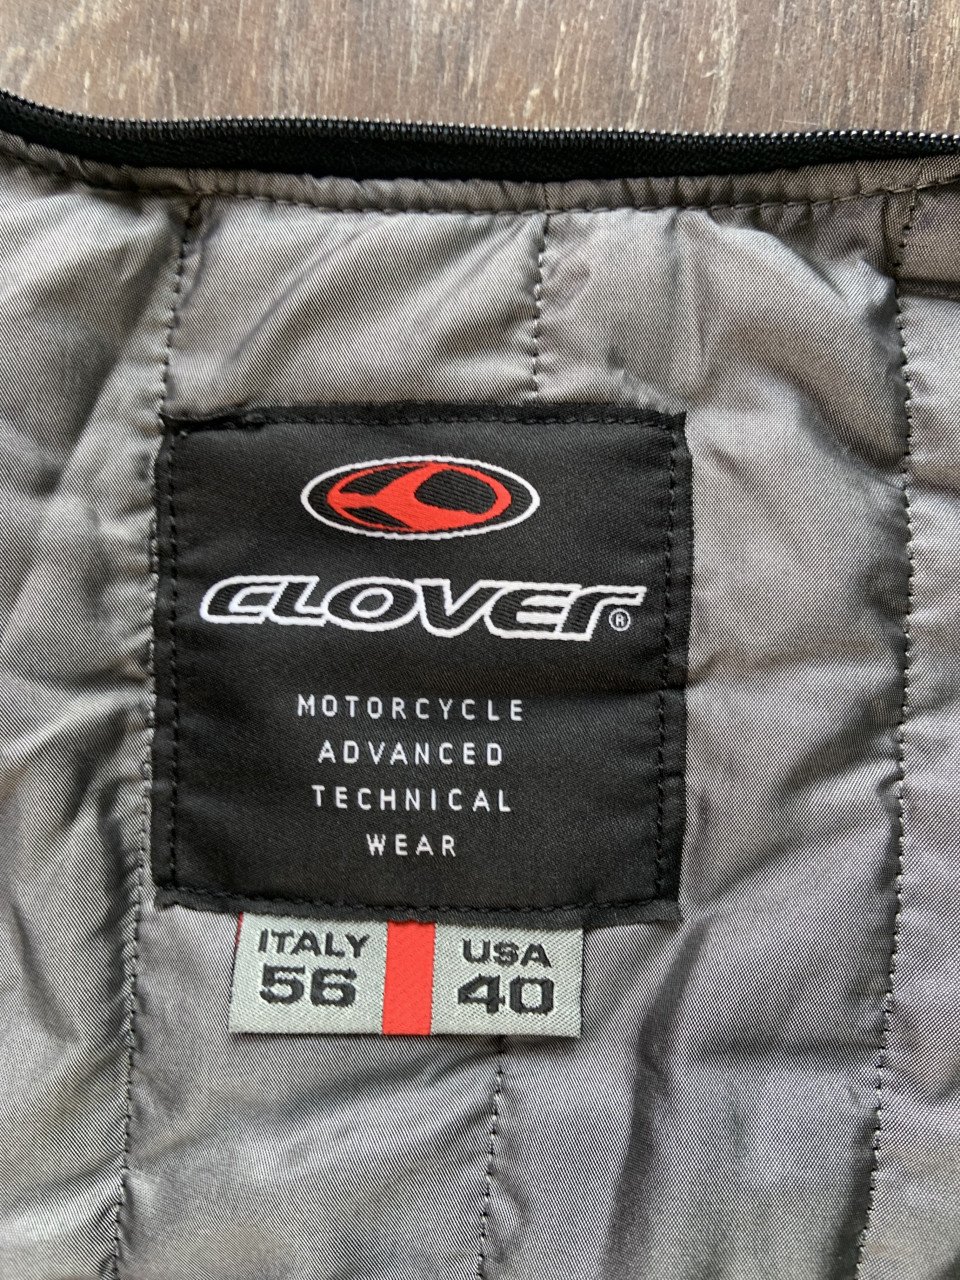 CLOVER®
MOTORCYCLE
ADVANCED
TECHNICAL
WEAR
ITALY USA
56 40